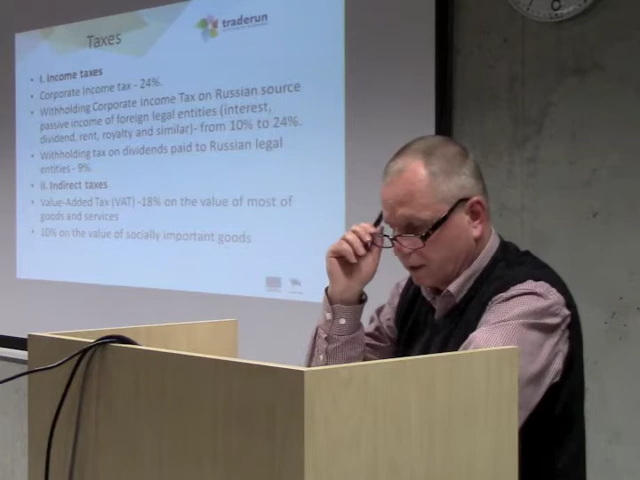 Taxes
traderun
I. Income taxes
Corporate income tax - 24%.
Withholding Corporate Income Tax on Russian source
passive income of foreign legal entities (interest,
dividend, rent, royalty and similar)- from 10% to 24%.
Withholding tax on dividends paid to Russian legal
entities - 9%
II. Indirect taxes
Value-Added Tax (VAT) -18% on the value of most of
goods and services
10% on the value of socially important goods